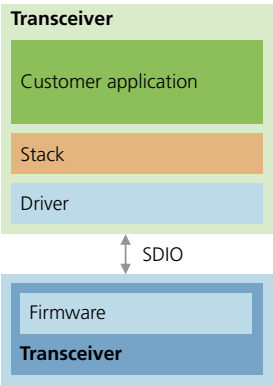 Transceiver
Customer application
Stack
Driver
SDIO
Firmware
Transceiver